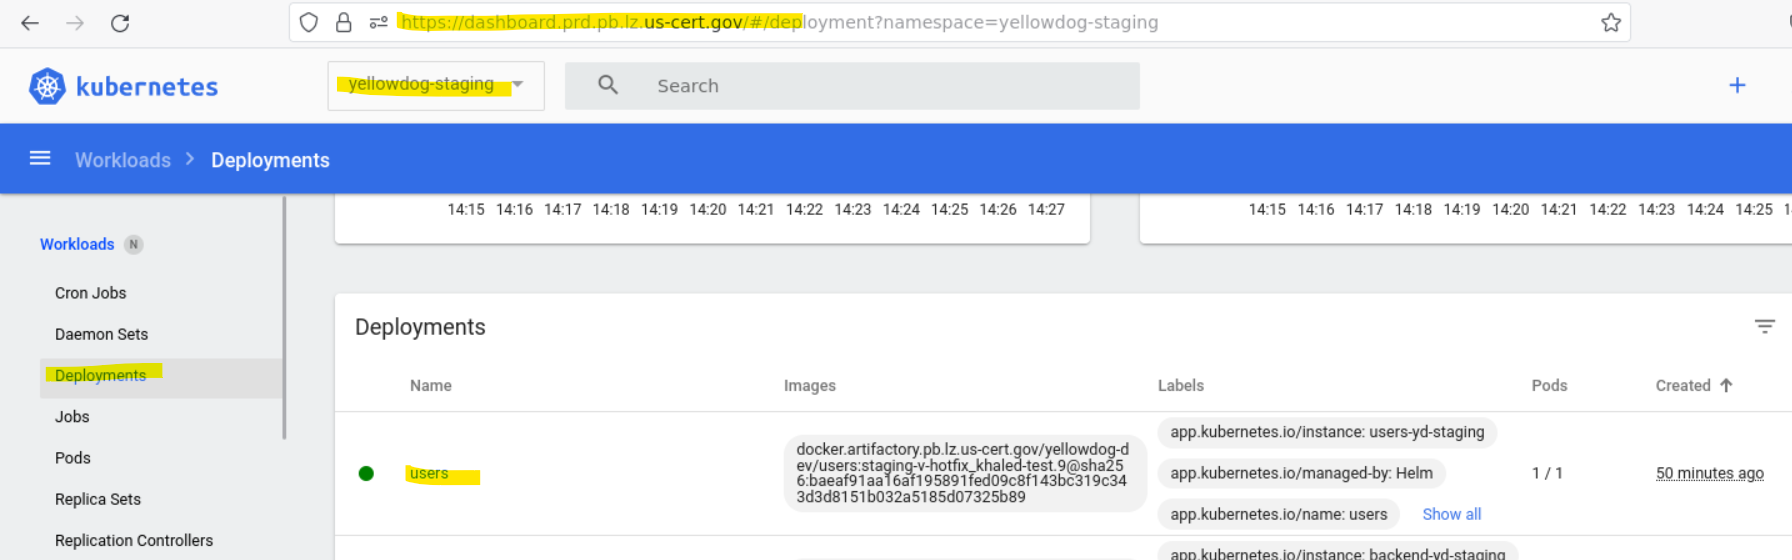 https://dashboard.prd.pb.lz.us-cert.gov/#/deployment?namespace=yellowdog-staging
kubernetes
yellowdog-staging
Search
+
Workloads > Deployments
14:15 14:16 14:17 14:18 14:19 14:20 14:21 14:22 14:23 14:24 14:25 14:26 14:27
14:15 14:16 14:17 14:18 14:19 14:20 14:21 14:22 14:23 14:24 14:25
Workloads N
Cron Jobs
Daemon Sets
Deployments
Jobs
Pods
Replica Sets
Replication Controllers
Deployments
Name Images Labels Pods Created
users
docker.artifactory.pb.lz.us-cert.gov/yellowdog-d
ev/users:staging-v-hotfix_khaled-test.9@sha25
6:baeaf91aa16af195891fed09c8f143bc319c34
3d3d8151b032a5185d07325b89
app.kubernetes.io/instance: users-yd-staging
app.kubernetes.io/managed-by: Helm
app.kubernetes.io/name: users
Show all
1 / 1
50 minutes ago
app.kubernetes.io/instance: backend-yd-staging